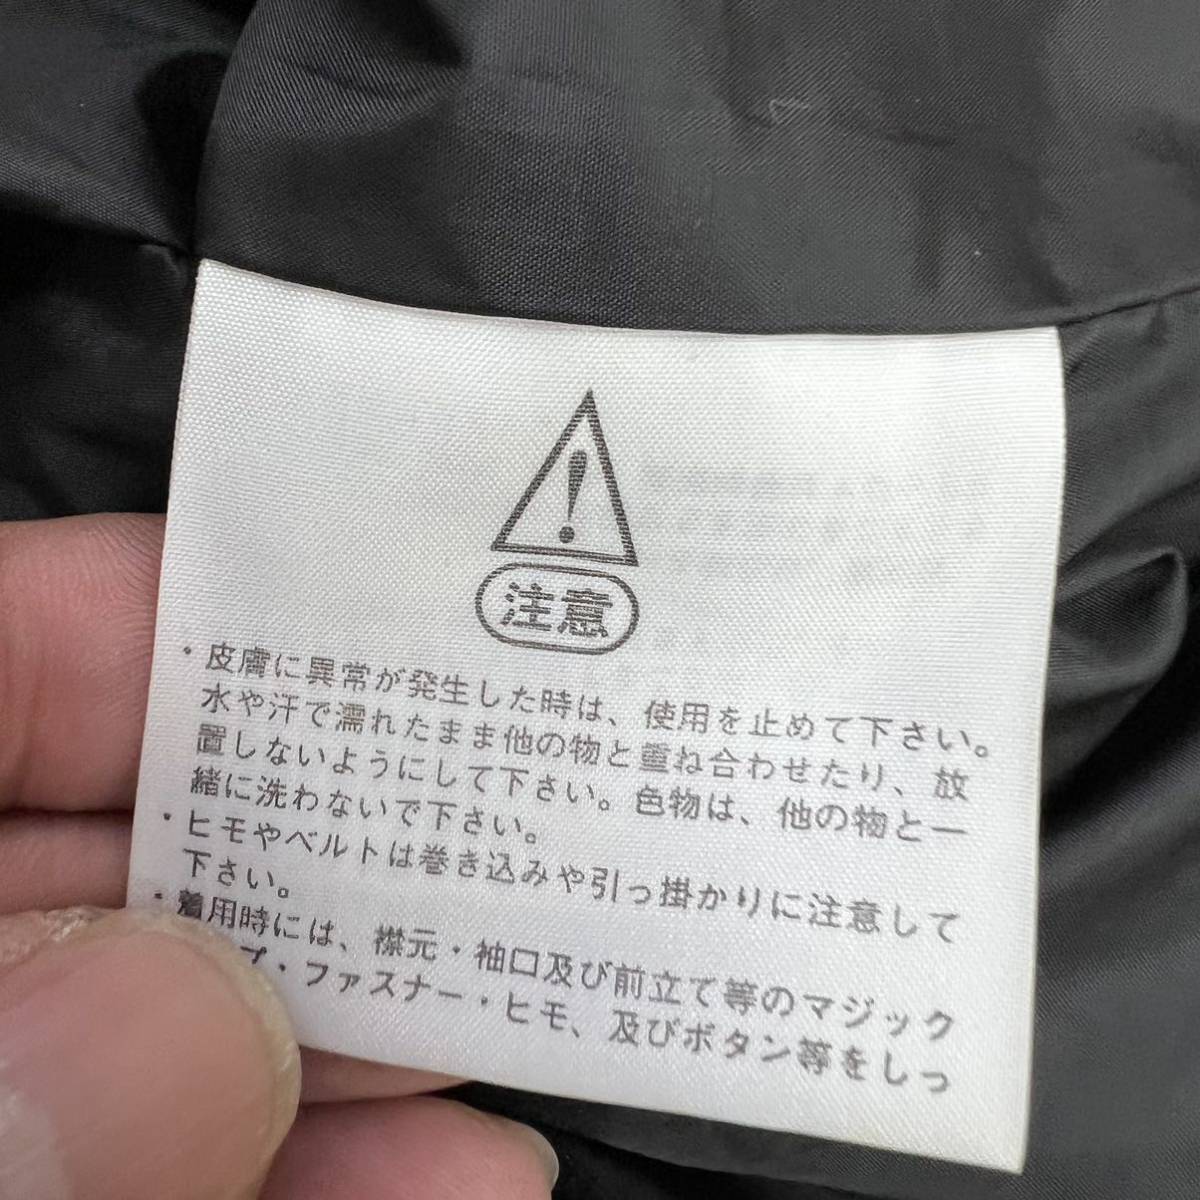 注意
・皮膚に異常が発生した時は、使用を止めて下さい。
水や汗で濡れたまま他の物と重ね合わせたり、放
置しないようにして下さい。色物は、他の物と一
緒に洗わないで下さい。
・ヒモやベルトは巻き込みや引っ掛かりに注意して
下さい。
・着用時には、襟元・袖口及び前立て等のマジック
プ・ファスナー・ヒモ、及びボタン等をしっ